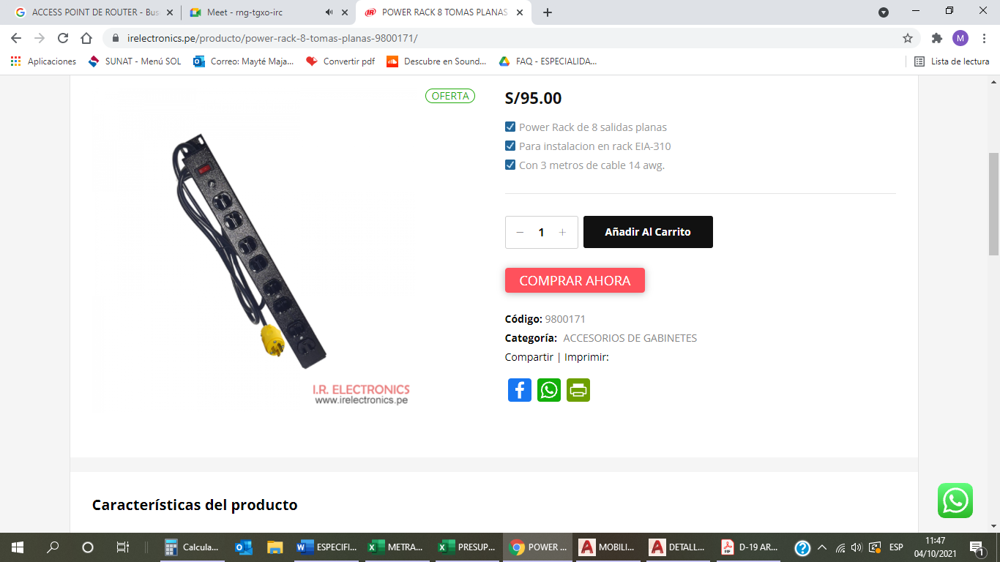 ACCESS POINT DE ROUTER - Bus
Meet - rng-tgxo-irc
POWER RACK 8 TOMAS PLANAS
irelectronics.pe/producto/power-rack-8-tomas-planas-9800171/
M
Aplicaciones
SUNAT - Menú SOL
Correo: Mayté Maja...
Convertir pdf
Descubre en Sound...
FAQ - ESPECIALIDA...
Lista de lectura
OFERTA
S/95.00
Power Rack de 8 salidas planas
Para instalacion en rack EIA-310
Con 3 metros de cable 14 awg.
1
Añadir Al Carrito
COMPRAR AHORA
Código: 9800171
Categoría: ACCESORIOS DE GABINETES
Compartir | Imprimir:
I.R. ELECTRONICS
www.irelectronics.pe
Características del producto
Calcula...
ESPECIFI...
METRA...
PRESUP...
POWER ...
MOBILI...
DETALL...
D-19 AR...
ESP
11:47
04/10/2021
1